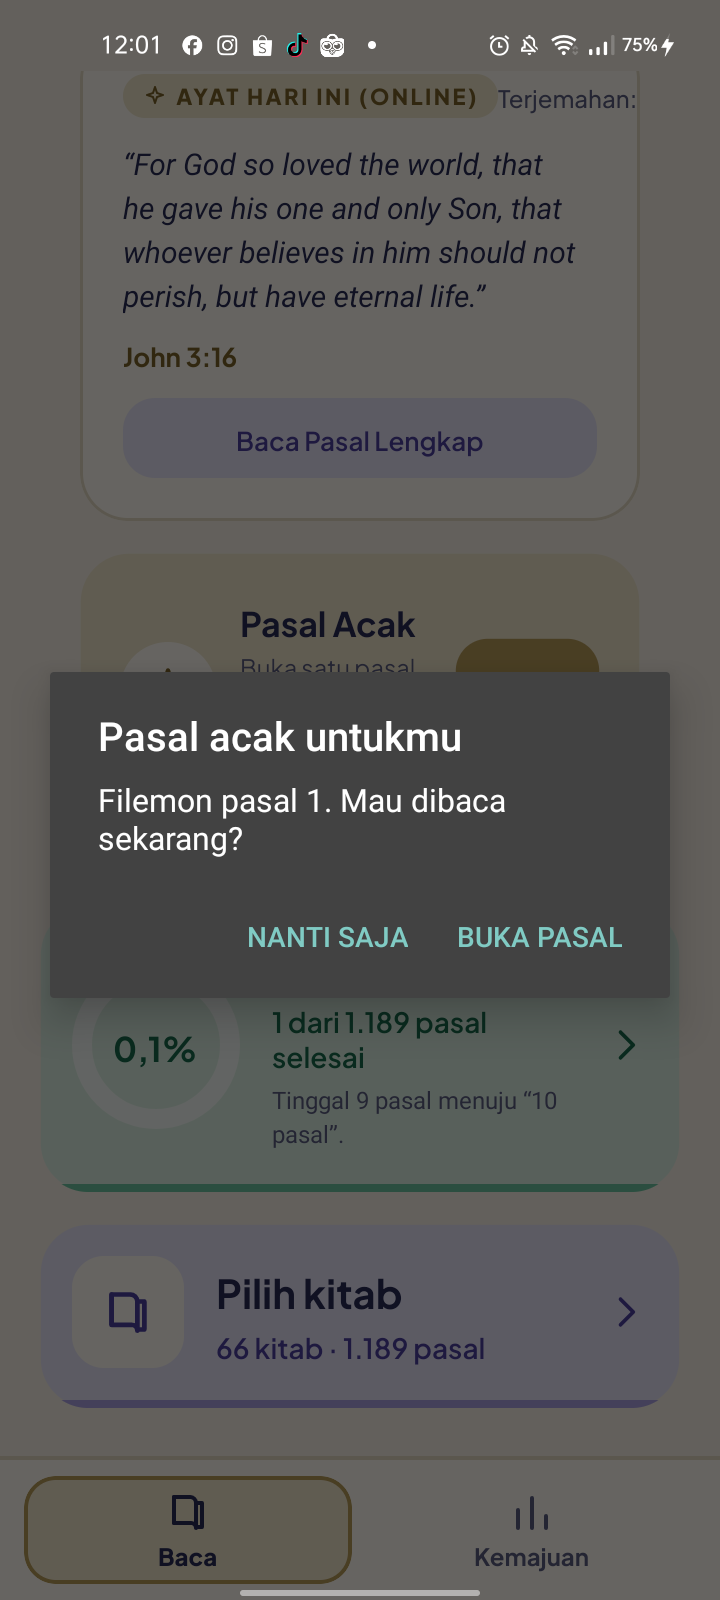 12:01
75%
AYAT HARI INI (ONLINE)
Terjemahan:
“For God so loved the world, that
he gave his one and only Son, that
whoever believes in him should not
perish, but have eternal life.”
John 3:16
Baca Pasal Lengkap
Pasal Acak
Buka satu pasal
Pasal acak untukmu
Filemon pasal 1. Mau dibaca
sekarang?
NANTI SAJA
BUKA PASAL
0,1%
1 dari 1.189 pasal
selesai
Tinggal 9 pasal menuju “10
pasal”.
Pilih kitab
66 kitab · 1.189 pasal
Baca
Kemajuan